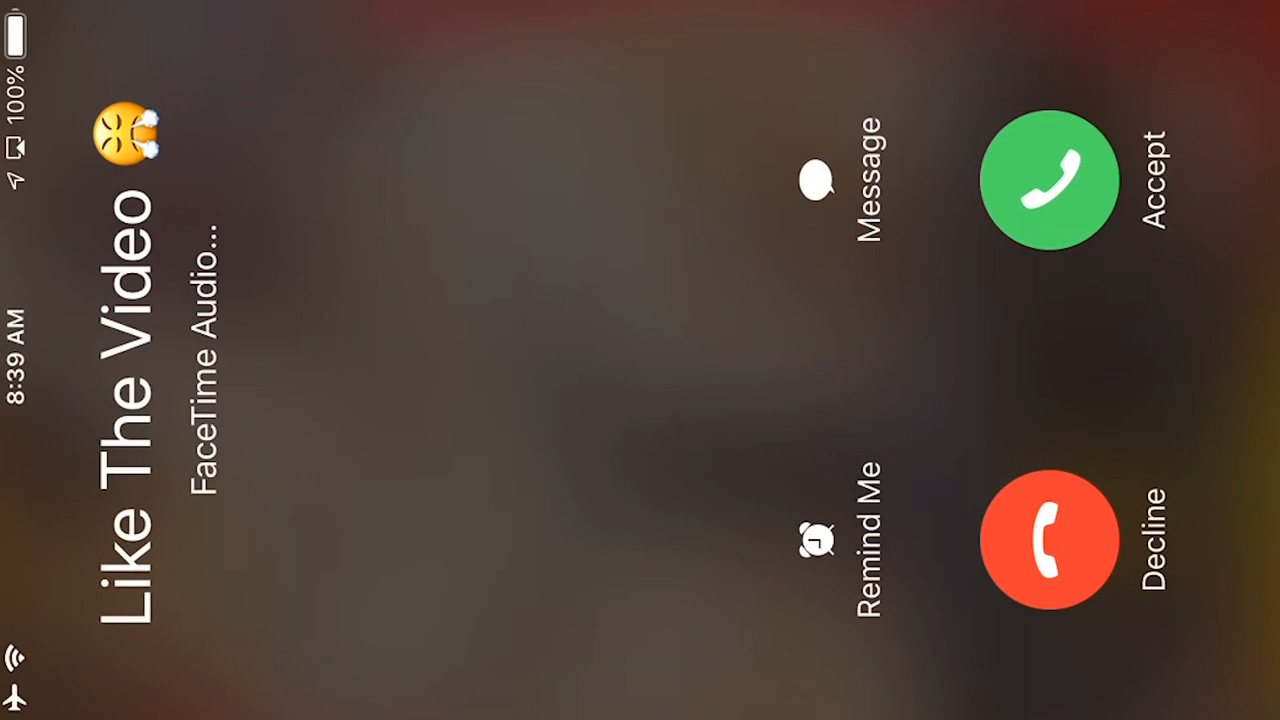 8:39 AM
100%
Like The Video 😤
FaceTime Audio...
Remind Me
Message
Decline
Accept